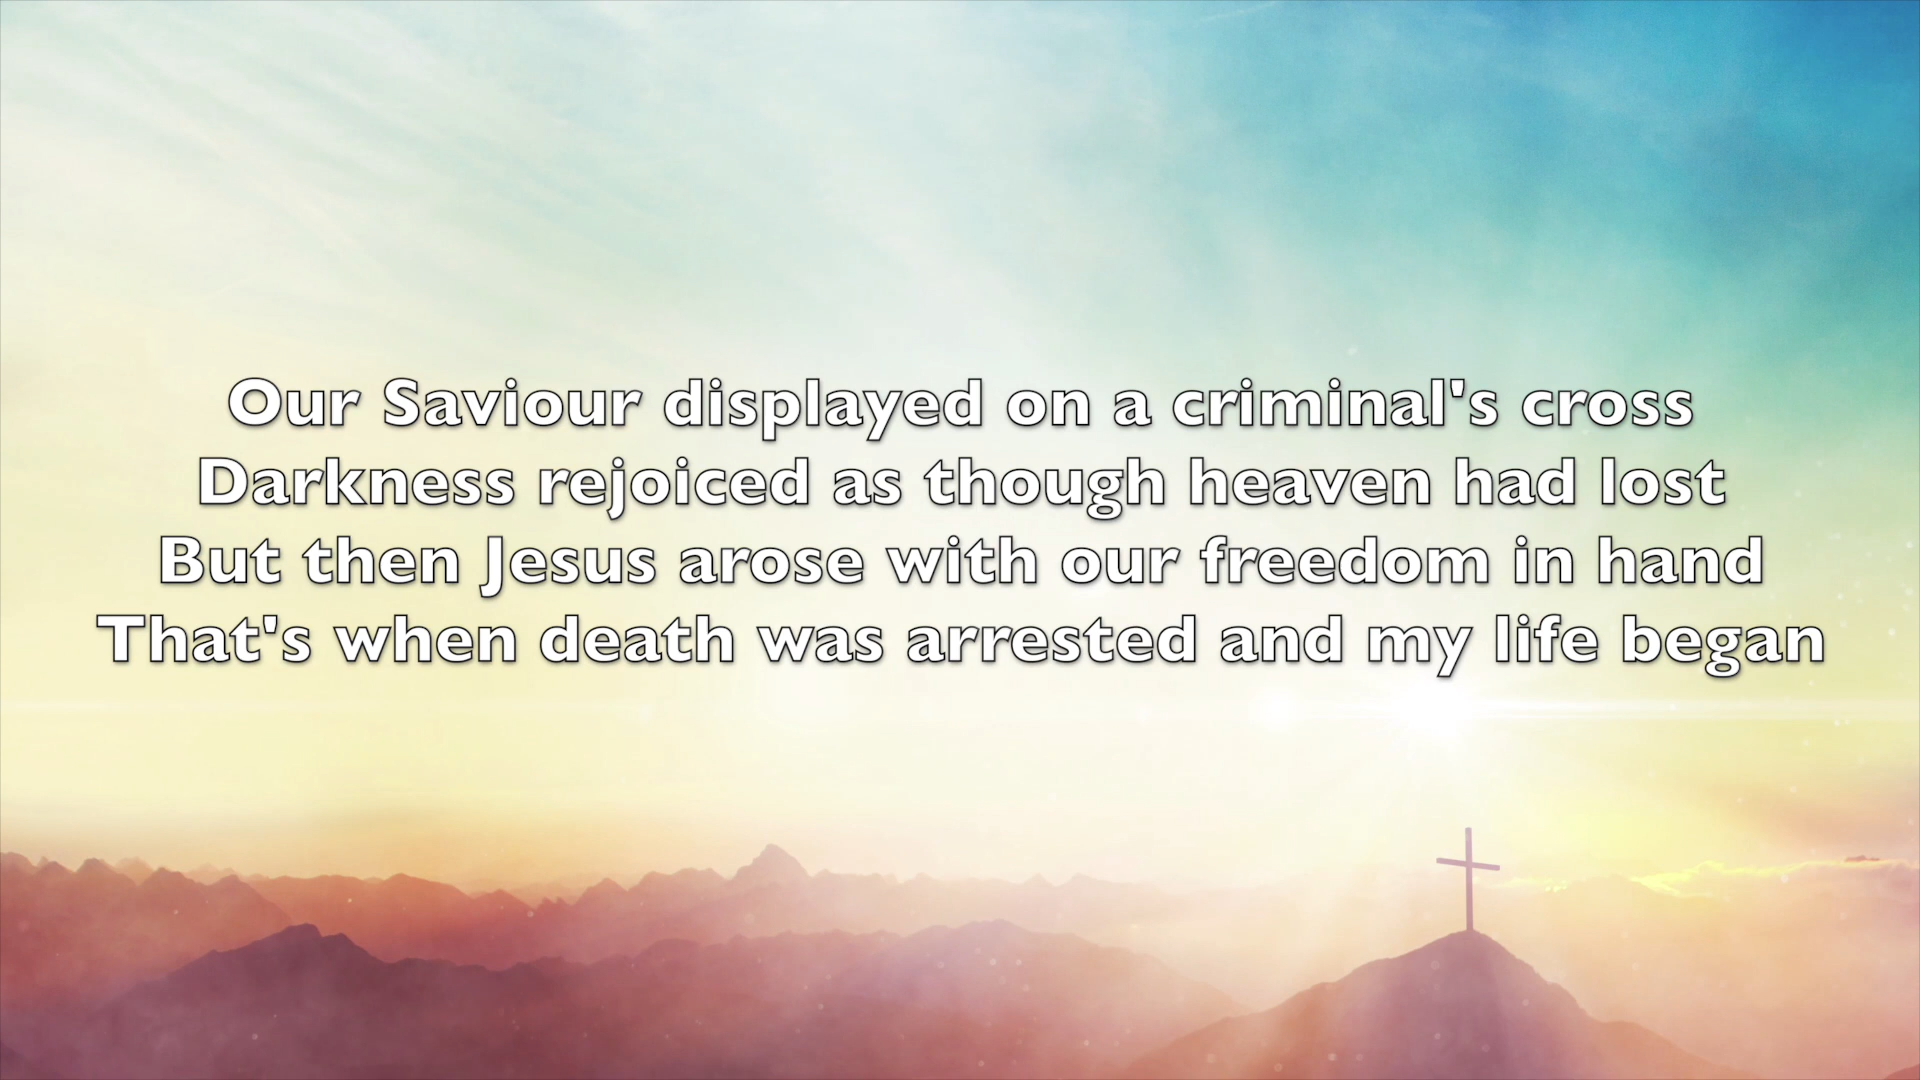 Our Saviour displayed on a criminal's cross
Darkness rejoiced as though heaven had lost
But then Jesus arose with our freedom in hand
That's when death was arrested and my life began